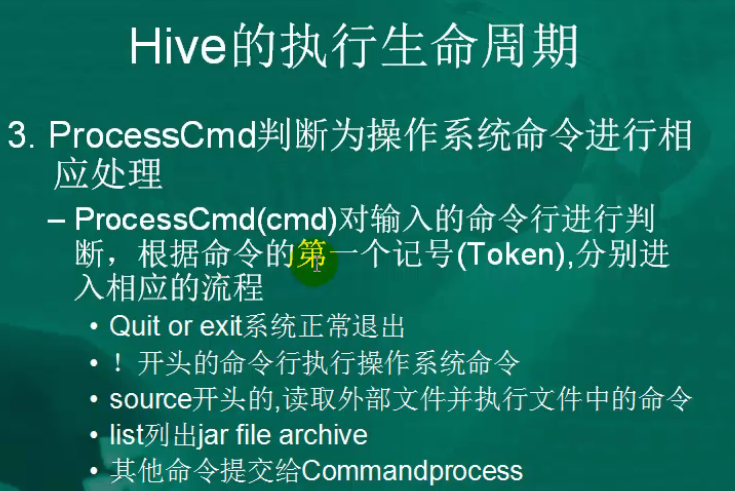 Hive的执行生命周期
3. ProcessCmd判断为操作系统命令进行相
应处理
– ProcessCmd(cmd)对输入的命令行进行判
断，根据命令的第一个记号(Token),分别进
入相应的流程
• Quit or exit系统正常退出
• ！开头的命令行执行操作系统命令
• source开头的,读取外部文件并执行文件中的命令
• list列出jar file archive
• 其他命令提交给Commandprocess